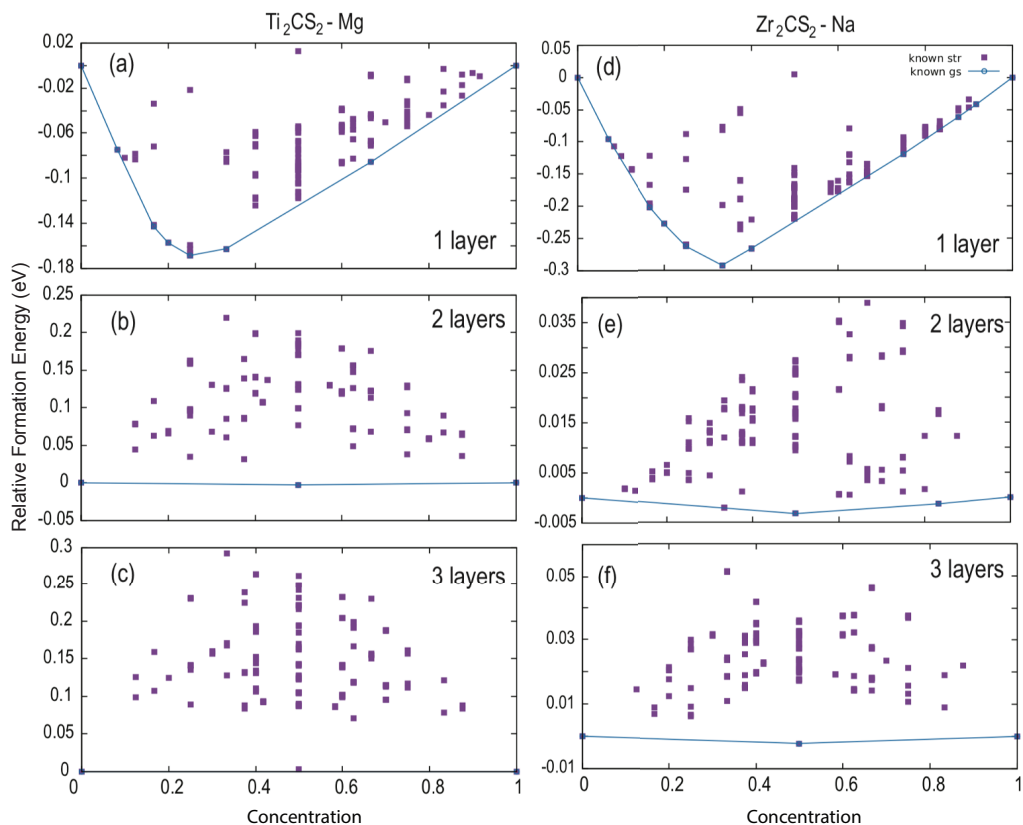 Ti2CS2 - Mg
Zr2CS2 - Na
Relative Formation Energy (eV)
(a)
0.02
-0.02
-0.06
-0.1
-0.14
-0.18
1 layer
(d)
known str
known gs
0.05
0
-0.05
-0.1
-0.15
-0.2
-0.25
-0.3
1 layer
(b)
2 layers
0.25
0.2
0.15
0.1
0.05
0
-0.05
(e)
2 layers
0.035
0.025
0.015
0.005
-0.005
(c)
3 layers
0.3
0.25
0.2
0.15
0.1
0.05
0
0 0.2 0.4 0.6 0.8 1
Concentration
(f)
3 layers
0.05
0.03
0.01
-0.01
0 0.2 0.4 0.6 0.8 1
Concentration